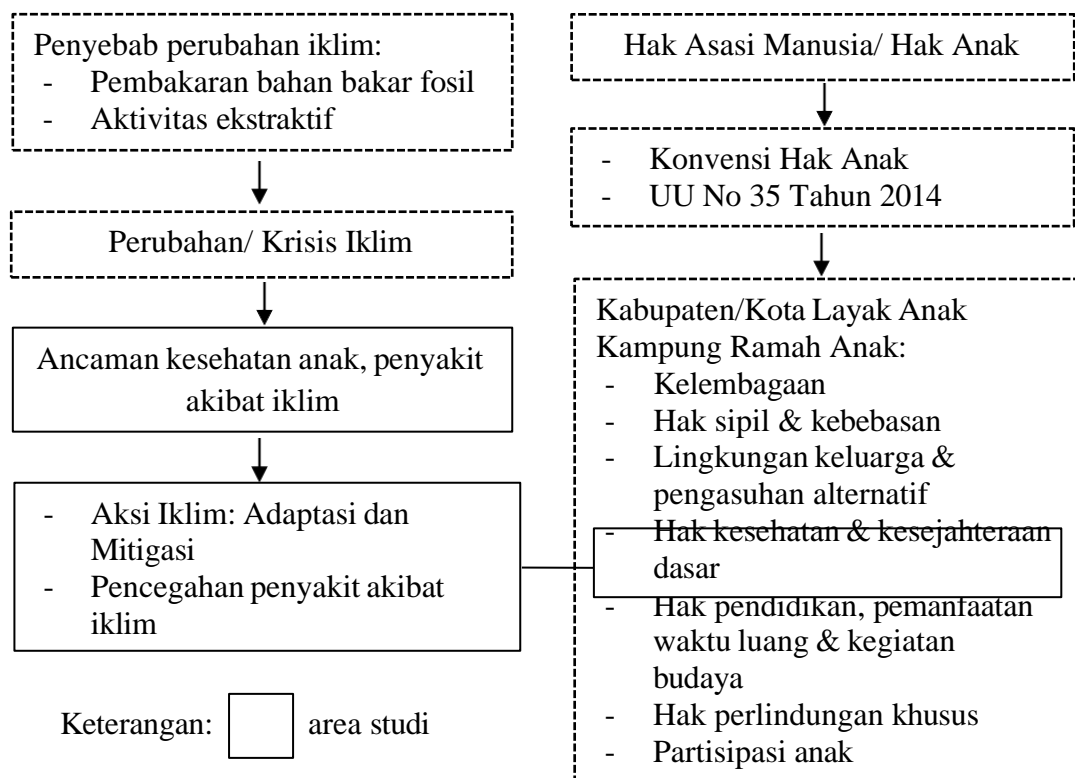 Penyebab perubahan iklim:
- Pembakaran bahan bakar fosil
- Aktivitas ekstraktif
Perubahan/ Krisis Iklim
Ancaman kesehatan anak, penyakit
akibat iklim
- Aksi Iklim: Adaptasi dan
Mitigasi
- Pencegahan penyakit akibat
iklim
Keterangan: area studi
Hak Asasi Manusia/ Hak Anak
- Konvensi Hak Anak
- UU No 35 Tahun 2014
Kabupaten/Kota Layak Anak
Kampung Ramah Anak:
- Kelembagaan
- Hak sipil & kebebasan
- Lingkungan keluarga &
pengasuhan alternatif
- Hak kesehatan & kesejahteraan
dasar
- Hak pendidikan, pemanfaatan
waktu luang & kegiatan
budaya
- Hak perlindungan khusus
- Partisipasi anak